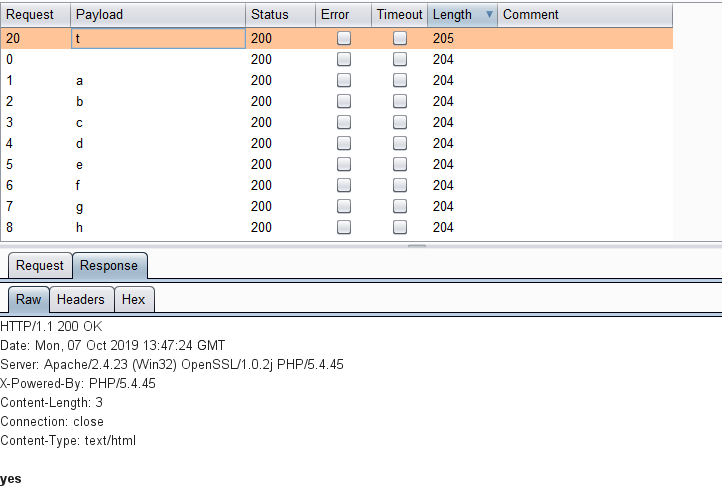 Request Payload Status Error Timeout Length Comment
20 t 200 205
0 200 204
1 a 200 204
2 b 200 204
3 c 200 204
4 d 200 204
5 e 200 204
6 f 200 204
7 g 200 204
8 h 200 204
Request Response
Raw Headers Hex
HTTP/1.1 200 OK
Date: Mon, 07 Oct 2019 13:47:24 GMT
Server: Apache/2.4.23 (Win32) OpenSSL/1.0.2j PHP/5.4.45
X-Powered-By: PHP/5.4.45
Content-Length: 3
Connection: close
Content-Type: text/html
yes